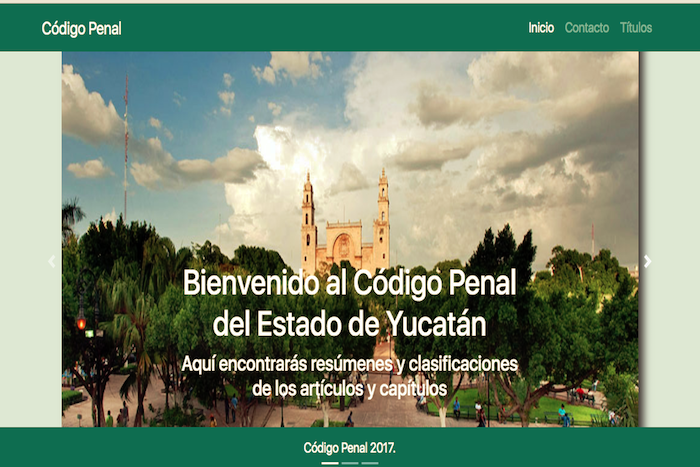 Código Penal
Inicio Contacto Títulos
Bienvenido al Código Penal
del Estado de Yucatán
Aquí encontrarás resúmenes y clasificaciones
de los artículos y capítulos
Código Penal 2017.